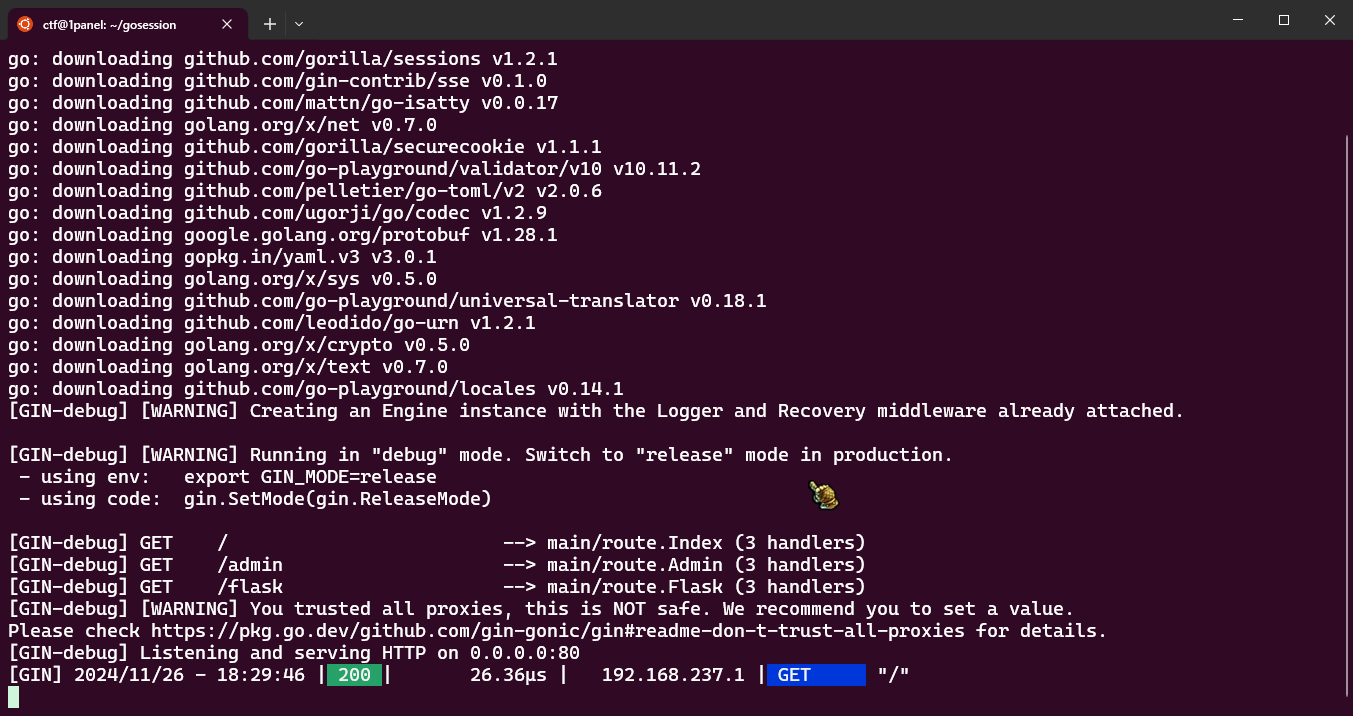 ctf@1panel: ~/gosession
go: downloading github.com/gorilla/sessions v1.2.1
go: downloading github.com/gin-contrib/sse v0.1.0
go: downloading github.com/mattn/go-isatty v0.0.17
go: downloading golang.org/x/net v0.7.0
go: downloading github.com/gorilla/securecookie v1.1.1
go: downloading github.com/go-playground/validator/v10 v10.11.2
go: downloading github.com/pelletier/go-toml/v2 v2.0.6
go: downloading github.com/ugorji/go/codec v1.2.9
go: downloading google.golang.org/protobuf v1.28.1
go: downloading gopkg.in/yaml.v3 v3.0.1
go: downloading golang.org/x/sys v0.5.0
go: downloading github.com/go-playground/universal-translator v0.18.1
go: downloading github.com/leodido/go-urn v1.2.1
go: downloading golang.org/x/crypto v0.5.0
go: downloading golang.org/x/text v0.7.0
go: downloading github.com/go-playground/locales v0.14.1
[GIN-debug] [WARNING] Creating an Engine instance with the Logger and Recovery middleware already attached.
[GIN-debug] [WARNING] Running in "debug" mode. Switch to "release" mode in production.
 - using env:   export GIN_MODE=release
 - using code:  gin.SetMode(gin.ReleaseMode)
[GIN-debug] GET    /                         --> main/route.Index (3 handlers)
[GIN-debug] GET    /admin                    --> main/route.Admin (3 handlers)
[GIN-debug] GET    /flask                    --> main/route.Flask (3 handlers)
[GIN-debug] [WARNING] You trusted all proxies, this is NOT safe. We recommend you to set a value.
Please check https://pkg.go.dev/github.com/gin-gonic/gin#readme-don-t-trust-all-proxies for details.
[GIN-debug] Listening and serving HTTP on 0.0.0.0:80
[GIN] 2024/11/26 - 18:29:46 | 200 |       26.36µs |   192.168.237.1 | GET      "/"